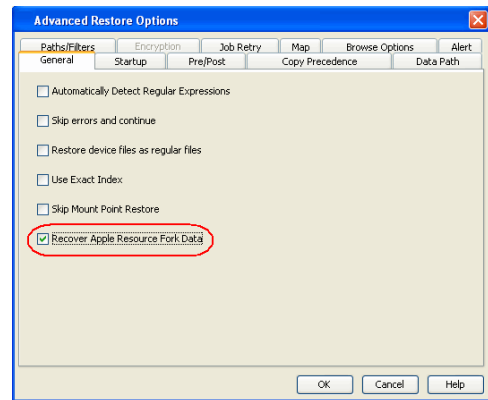 Advanced Restore Options
Paths/Filters Encryption Job Retry Map Browse Options Alert
General Startup Pre/Post Copy Precedence Data Path
Automatically Detect Regular Expressions
Skip errors and continue
Restore device files as regular files
Use Exact Index
Skip Mount Point Restore
Recover Apple Resource Fork Data
OK Cancel Help